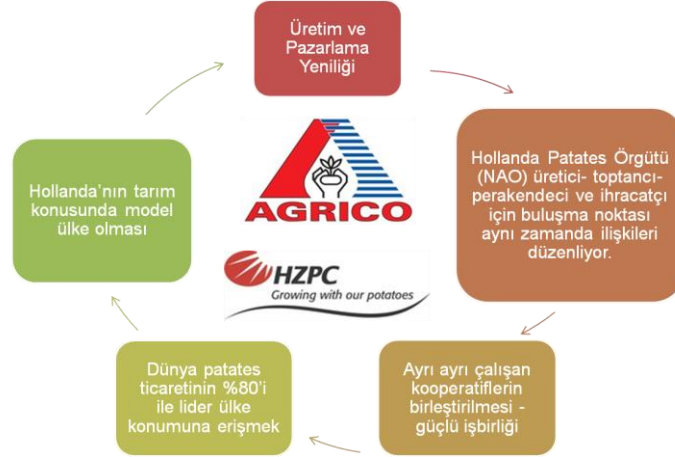 Üretim ve
Pazarlama
Yeniliği
Hollanda Patates Örgütü
(NAO) üretici- toptancı-
perakendeci ve ihracatçı
için buluşma noktası
aynı zamanda ilişkileri
düzenliyor.
Ayrı ayrı çalışan
kooperatiflerin
birleştirilmesi -
güçlü işbirliği
Dünya patates
ticaretinin %80’i
ile lider ülke
konumuna erişmek
Hollanda’nın tarım
konusunda model
ülke olması
AGRICO
HZPC
Growing with our potatoes